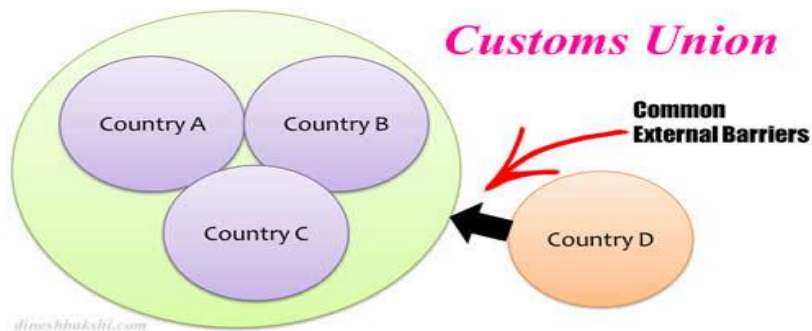 Customs Union
Country A
Country B
Common
External Barriers
Country C
Country D
dineshbakshi.com